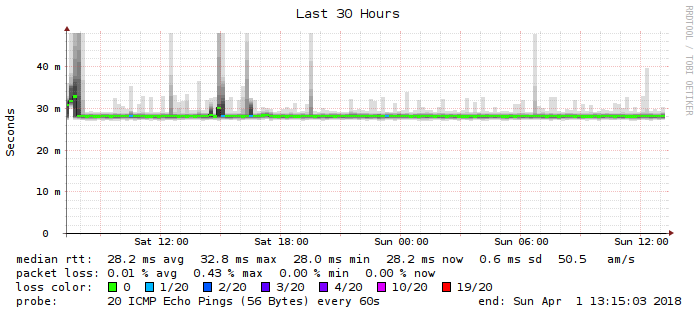 Last 30 Hours
RRDTOOL / TOBI OETIKER
Seconds
40 m
30 m
20 m
10 m
0
Sat 12:00 Sat 18:00 Sun 00:00 Sun 06:00 Sun 12:00
median rtt: 28.2 ms avg 32.8 ms max 28.0 ms min 28.2 ms now 0.6 ms sd 50.5 am/s
packet loss: 0.01 % avg 0.43 % max 0.00 % min 0.00 % now
loss color: 0 1/20 2/20 3/20 4/20 10/20 19/20
probe: 20 ICMP Echo Pings (56 Bytes) every 60s end: Sun Apr 1 13:15:03 2018